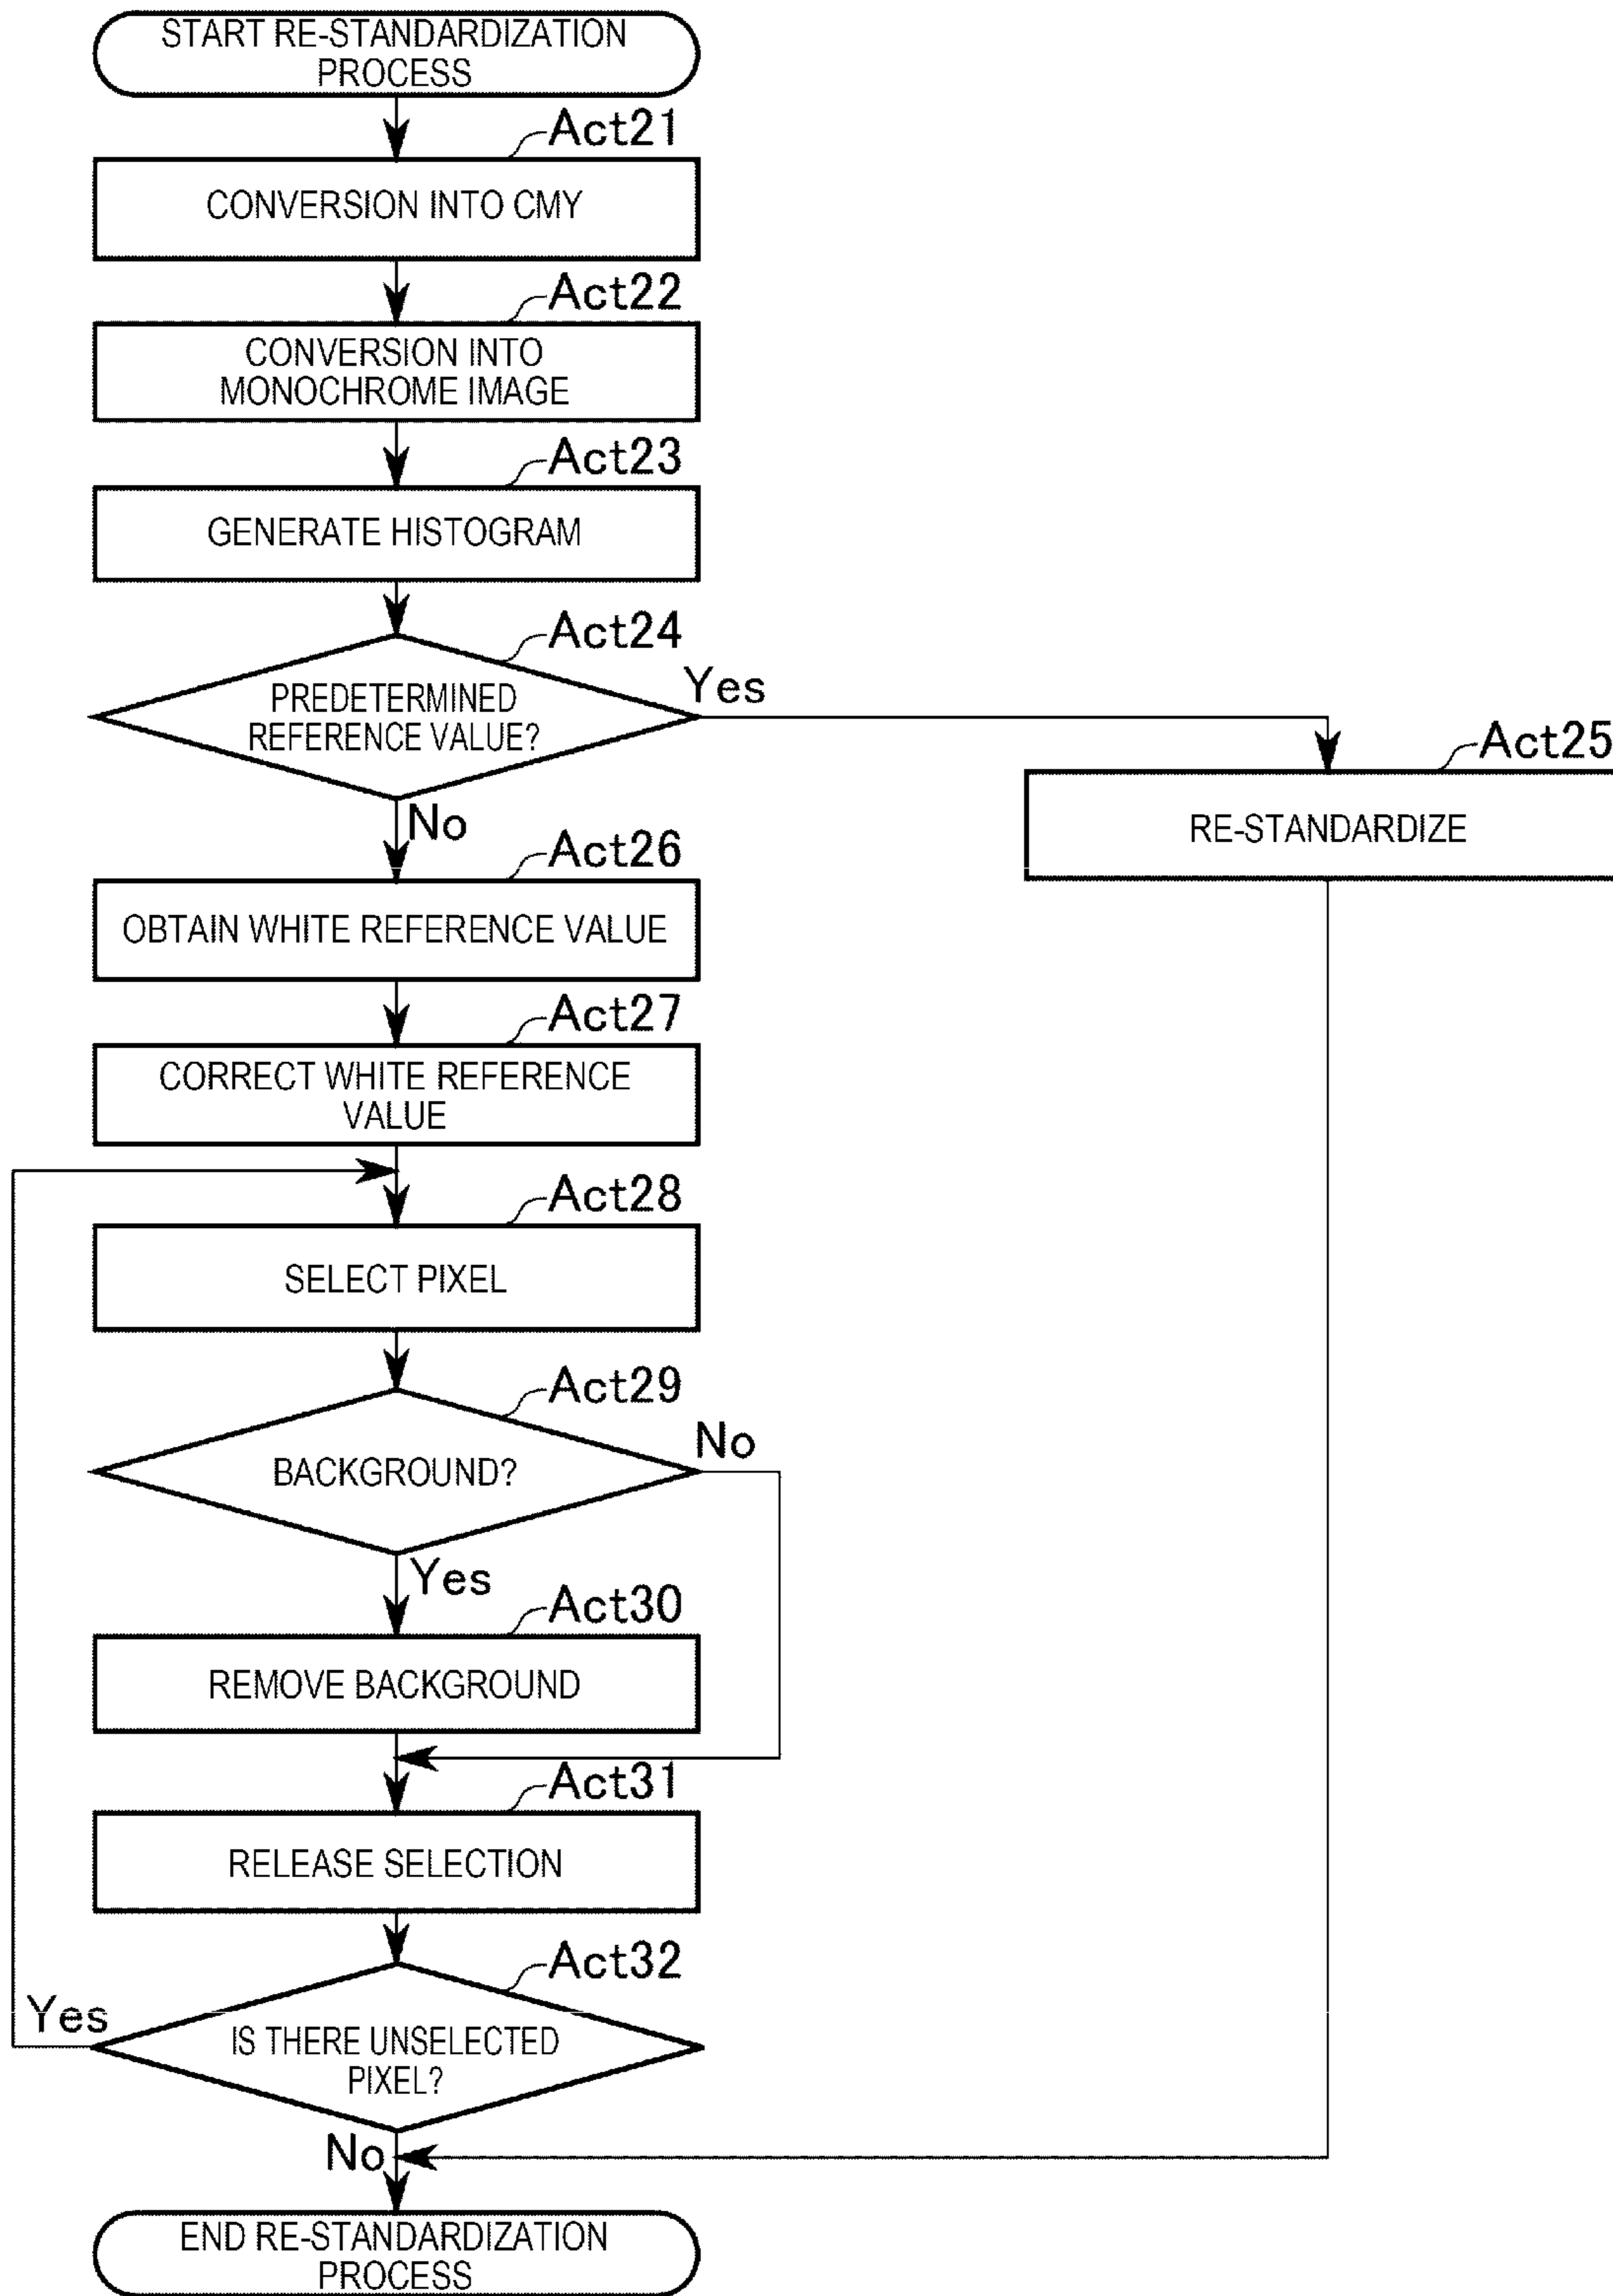 START RE-STANDARDIZATION
PROCESS
Act21
CONVERSION INTO CMY
Act22
CONVERSION INTO
MONOCHROME IMAGE
Act23
GENERATE HISTOGRAM
Act24
PREDETERMINED
REFERENCE VALUE?
Yes
Act25
RE-STANDARDIZE
No
Act26
OBTAIN WHITE REFERENCE VALUE
Act27
CORRECT WHITE REFERENCE
VALUE
Act28
SELECT PIXEL
Act29
BACKGROUND?
No
Yes
Act30
REMOVE BACKGROUND
Act31
RELEASE SELECTION
Act32
Yes
IS THERE UNSELECTED
PIXEL?
No
END RE-STANDARDIZATION
PROCESS